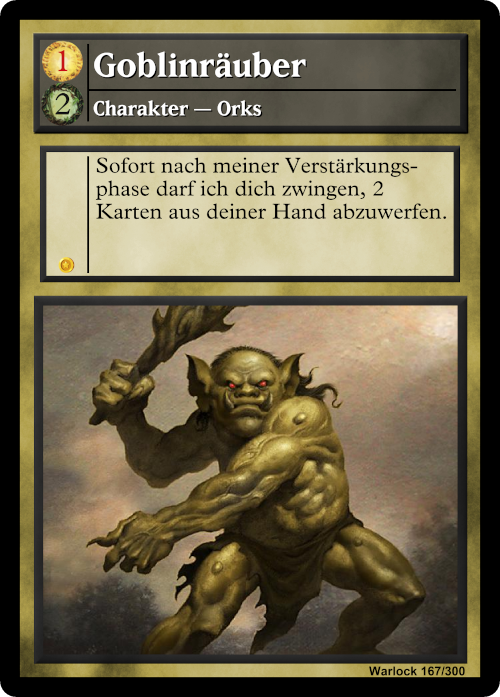 1
Goblinräuber
2
Charakter — Orks
Sofort nach meiner Verstärkungs-
phase darf ich dich zwingen, 2
Karten aus deiner Hand abzuwerfen.
Warlock 167/300